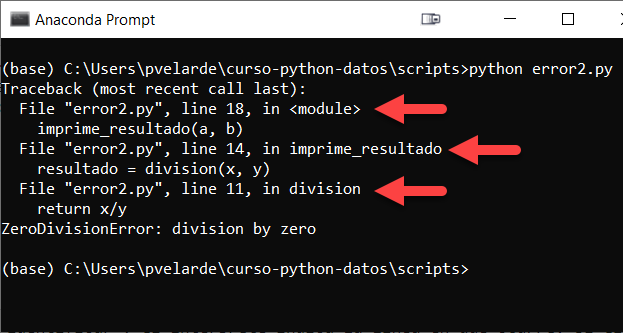 Anaconda Prompt
(base) C:\Users\pvelarde\curso-python-datos\scripts>python error2.py
Traceback (most recent call last):
  File "error2.py", line 18, in <module>
    imprime_resultado(a, b)
  File "error2.py", line 14, in imprime_resultado
    resultado = division(x, y)
  File "error2.py", line 11, in division
    return x/y
ZeroDivisionError: division by zero
(base) C:\Users\pvelarde\curso-python-datos\scripts>